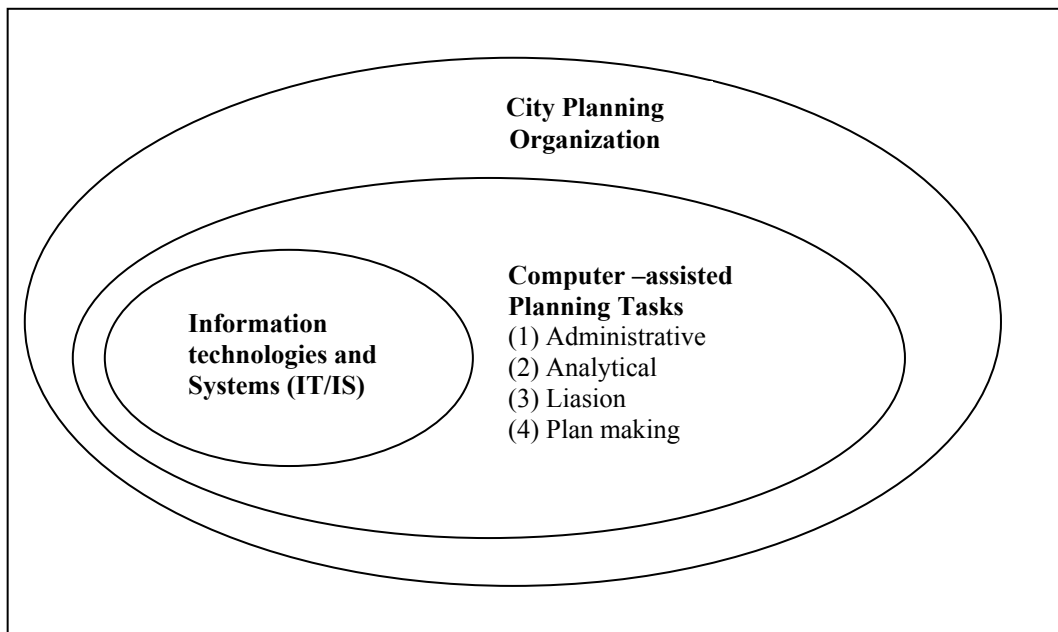 City Planning
Organization
Computer –assisted
Planning Tasks
(1) Administrative
(2) Analytical
(3) Liasion
(4) Plan making
Information
technologies and
Systems (IT/IS)